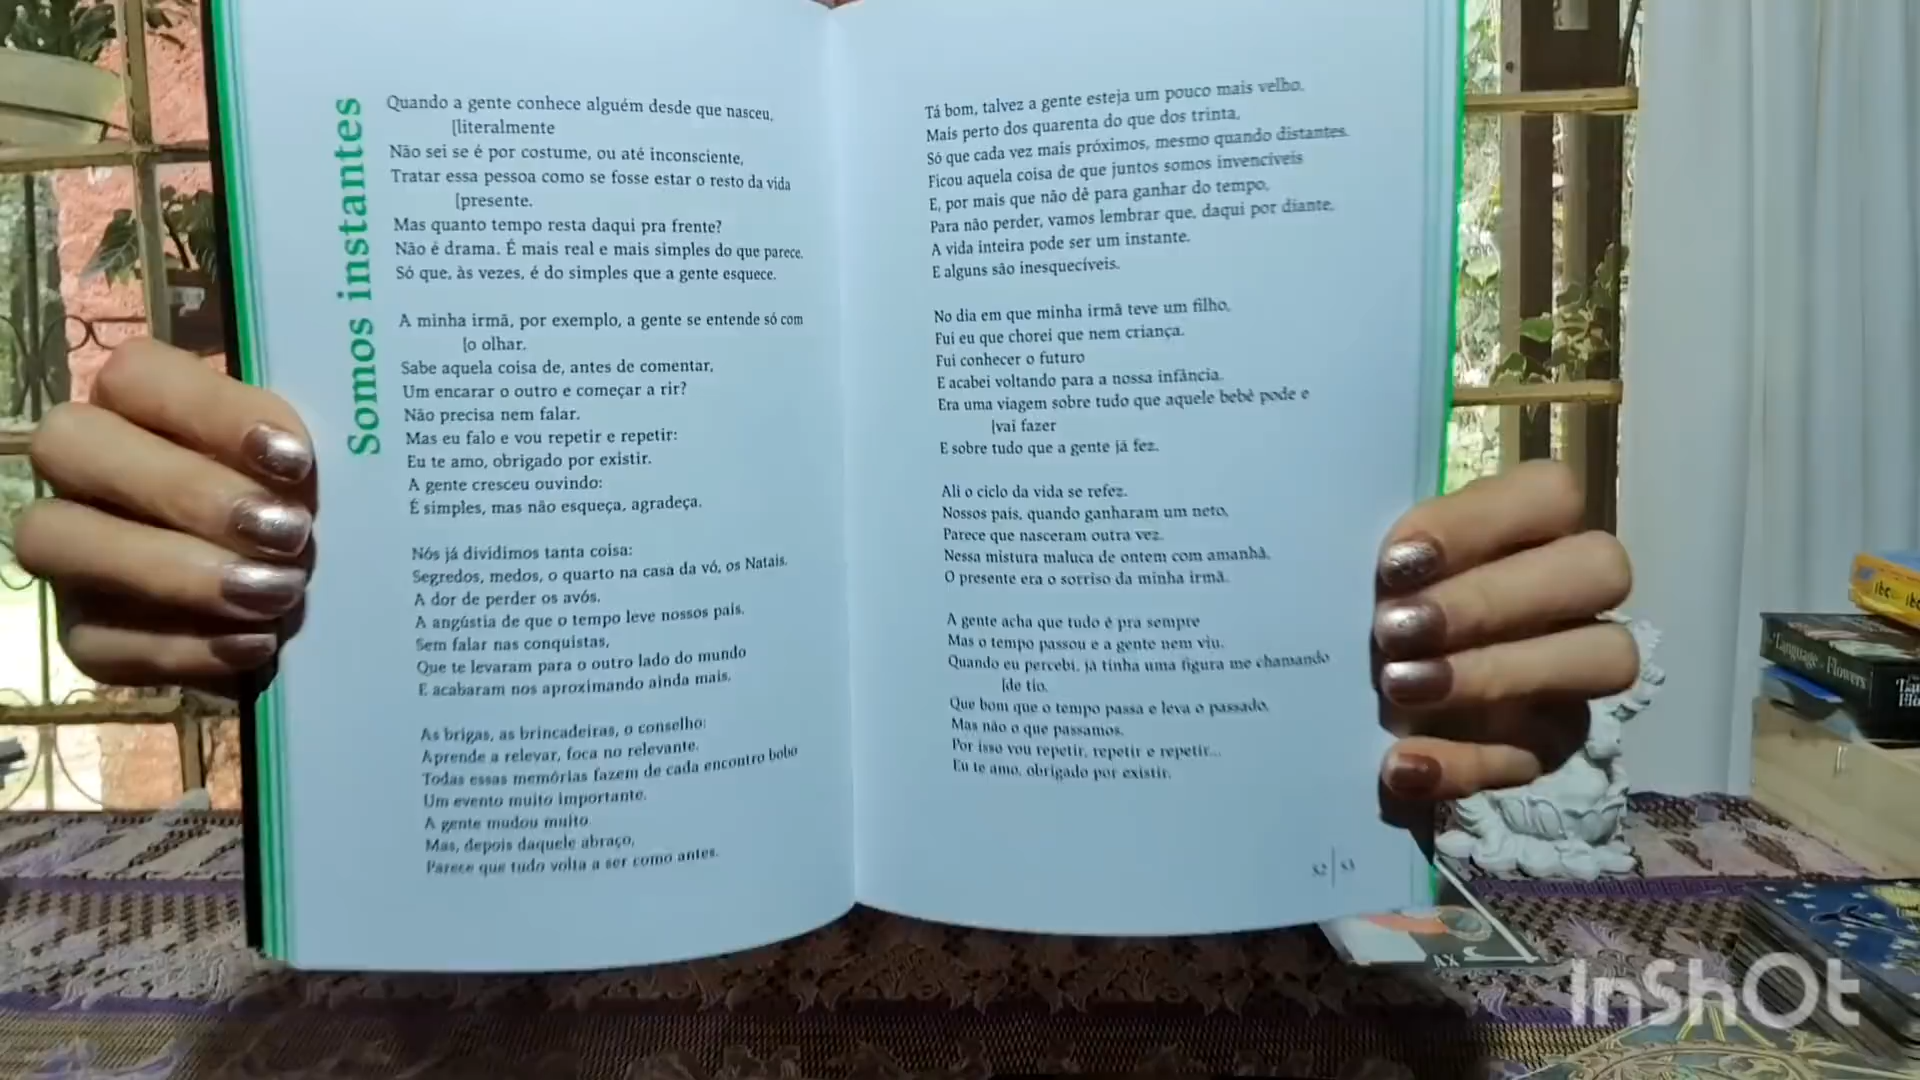 Somos instantes
Quando a gente conhece alguém desde que nasceu,
[literalmente
Não sei se é por costume, ou até inconsciente,
Tratar essa pessoa como se fosse estar o resto da vida
[presente.
Mas quanto tempo resta daqui pra frente?
Não é drama. É mais real e mais simples do que parece.
Só que, às vezes, é do simples que a gente esquece.
A minha irmã, por exemplo, a gente se entende só com
[o olhar.
Sabe aquela coisa de, antes de comentar,
Um encarar o outro e começar a rir?
Não precisa nem falar.
Mas eu falo e vou repetir e repetir:
Eu te amo, obrigado por existir.
A gente cresceu ouvindo:
É simples, mas não esqueça, agradeça.
Nós já dividimos tanta coisa:
Segredos, medos, o quarto na casa da vó, os Natais.
A dor de perder os avós.
A angústia de que o tempo leve nossos pais.
Sem falar nas conquistas,
Que te levaram para o outro lado do mundo
E acabaram nos aproximando ainda mais.
As brigas, as brincadeiras, o conselho:
Aprende a relevar, foca no relevante.
Todas essas memórias fazem de cada encontro bobo
Um evento muito importante.
A gente mudou muito.
Mas, depois daquele abraço,
Parece que tudo volta a ser como antes.
Tá bom, talvez a gente esteja um pouco mais velho,
Mais perto dos quarenta do que dos trinta,
Só que cada vez mais próximos, mesmo quando distantes.
Ficou aquela coisa de que juntos somos invencíveis
E, por mais que não dê para ganhar do tempo,
Para não perder, vamos lembrar que, daqui por diante,
A vida inteira pode ser um instante.
E alguns são inesquecíveis.
No dia em que minha irmã teve um filho,
Fui eu que chorei que nem criança.
Fui conhecer o futuro
E acabei voltando para a nossa infância.
Era uma viagem sobre tudo que aquele bebê pode e
[vai fazer
E sobre tudo que a gente já fez.
Ali o ciclo da vida se refez.
Nossos pais, quando ganharam um neto,
Parece que nasceram outra vez.
Nessa mistura maluca de ontem com amanhã,
O presente era o sorriso da minha irmã.
A gente acha que tudo é pra sempre
Mas o tempo passou e a gente nem viu.
Quando eu percebi, já tinha uma figura me chamando
[de tio.
Que bom que o tempo passa e leva o passado,
Mas não o que passamos.
Por isso vou repetir, repetir e repetir...
Eu te amo, obrigado por existir.
52 | 53
Language of Flowers
InShOt